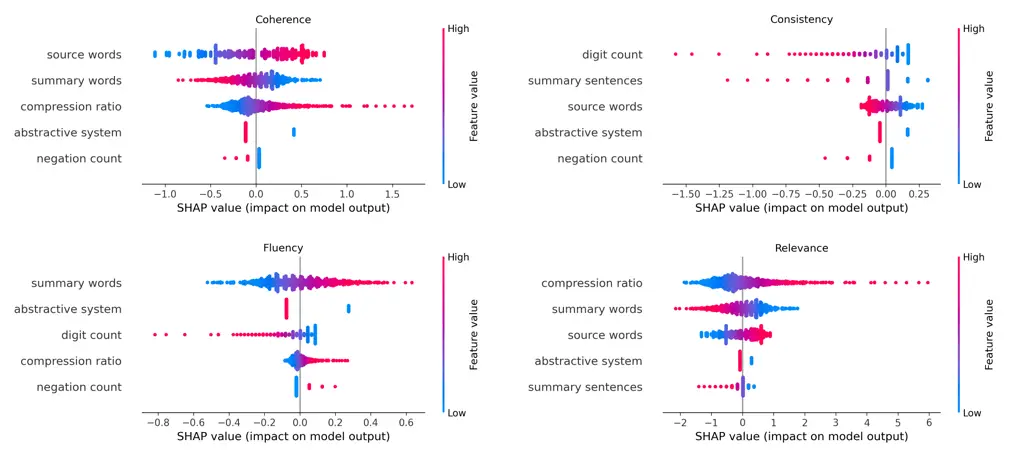 Coherence
High
source words
summary words
compression ratio
abstractive system
negation count
Feature value
Low
−1.0 −0.5 0.0 0.5 1.0 1.5
SHAP value (impact on model output)
Consistency
High
digit count
summary sentences
source words
abstractive system
negation count
Feature value
Low
−1.50 −1.25 −1.00 −0.75 −0.50 −0.25 0.00 0.25
SHAP value (impact on model output)
Fluency
High
summary words
abstractive system
digit count
compression ratio
negation count
Feature value
Low
−0.8 −0.6 −0.4 −0.2 0.0 0.2 0.4 0.6
SHAP value (impact on model output)
Relevance
High
compression ratio
summary words
source words
abstractive system
summary sentences
Feature value
Low
−2 −1 0 1 2 3 4 5 6
SHAP value (impact on model output)